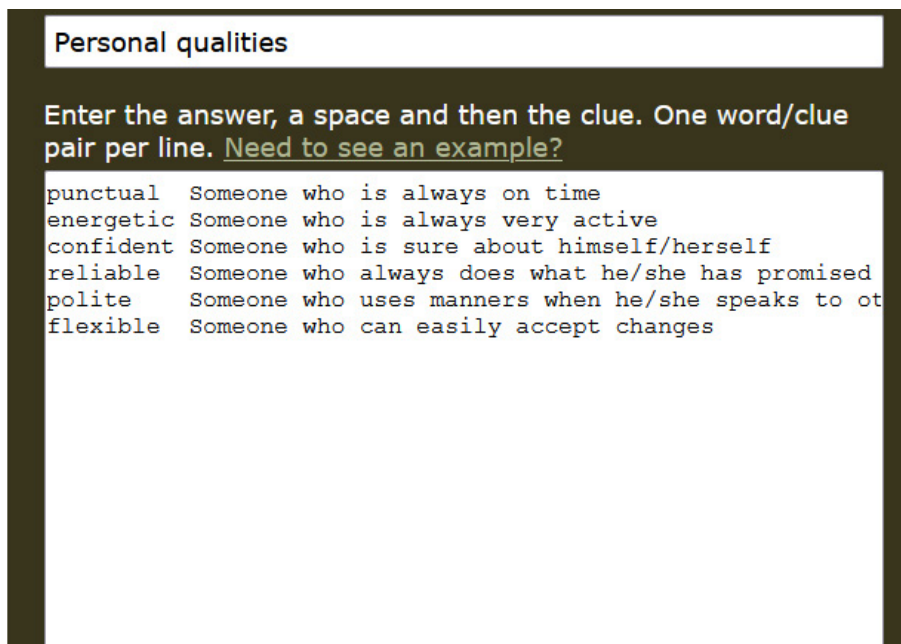 Personal qualities
Enter the answer, a space and then the clue. One word/clue
pair per line. Need to see an example?
punctual Someone who is always on time
energetic Someone who is always very active
confident Someone who is sure about himself/herself
reliable Someone who always does what he/she has promised
polite Someone who uses manners when he/she speaks to ot
flexible Someone who can easily accept changes